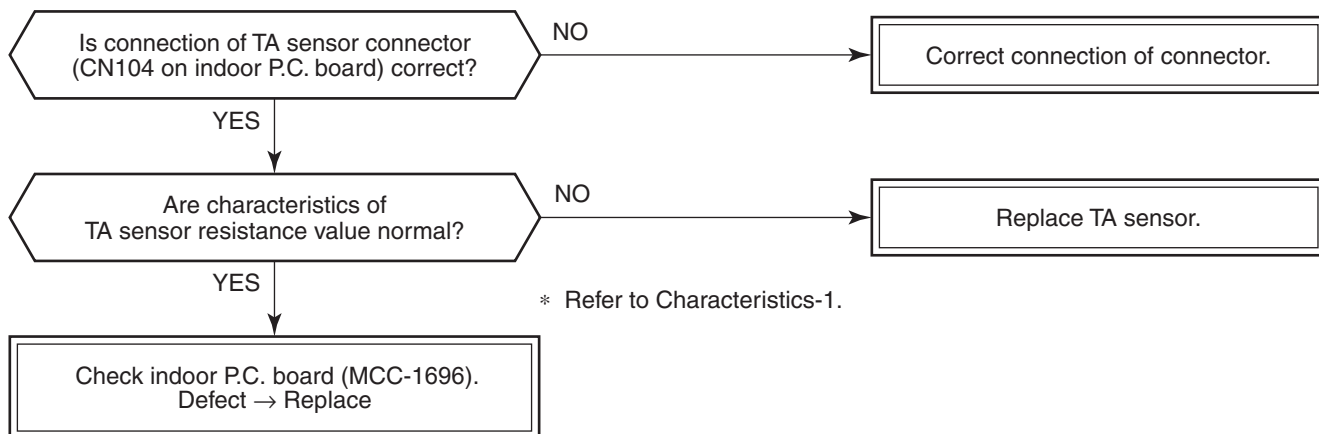 Is connection of TA sensor connector
(CN104 on indoor P.C. board) correct?
NO
Correct connection of connector.
YES
Are characteristics of
TA sensor resistance value normal?
NO
Replace TA sensor.
YES
* Refer to Characteristics-1.
Check indoor P.C. board (MCC-1696).
Defect → Replace